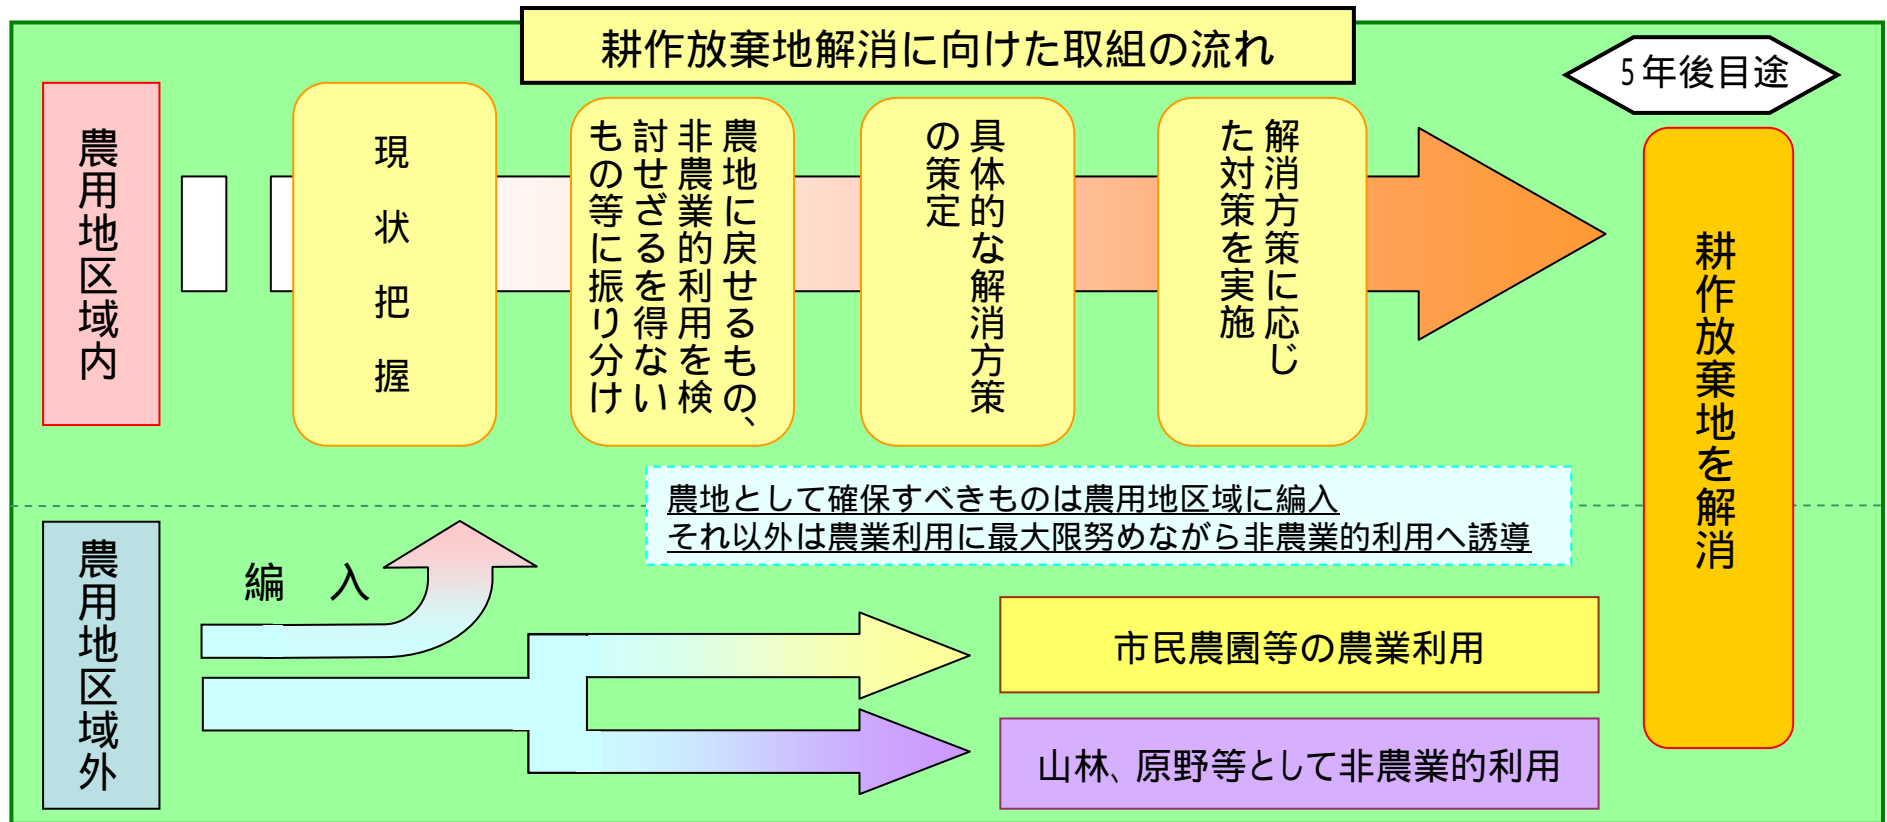 耕作放棄地解消に向けた取組の流れ
5年後目途
農用地区域内
現状把握
農地に戻せるもの、
非農業的利用を検
討せざるを得ない
もの等に振り分け
具体的な解消方策
の策定
解消方策に応じ
た対策を実施
耕作放棄地を解消
農地として確保すべきものは農用地区域に編入
それ以外は農業利用に最大限努めながら非農業的利用へ誘導
農用地区域外
編　入
市民農園等の農業利用
山林、原野等として非農業的利用